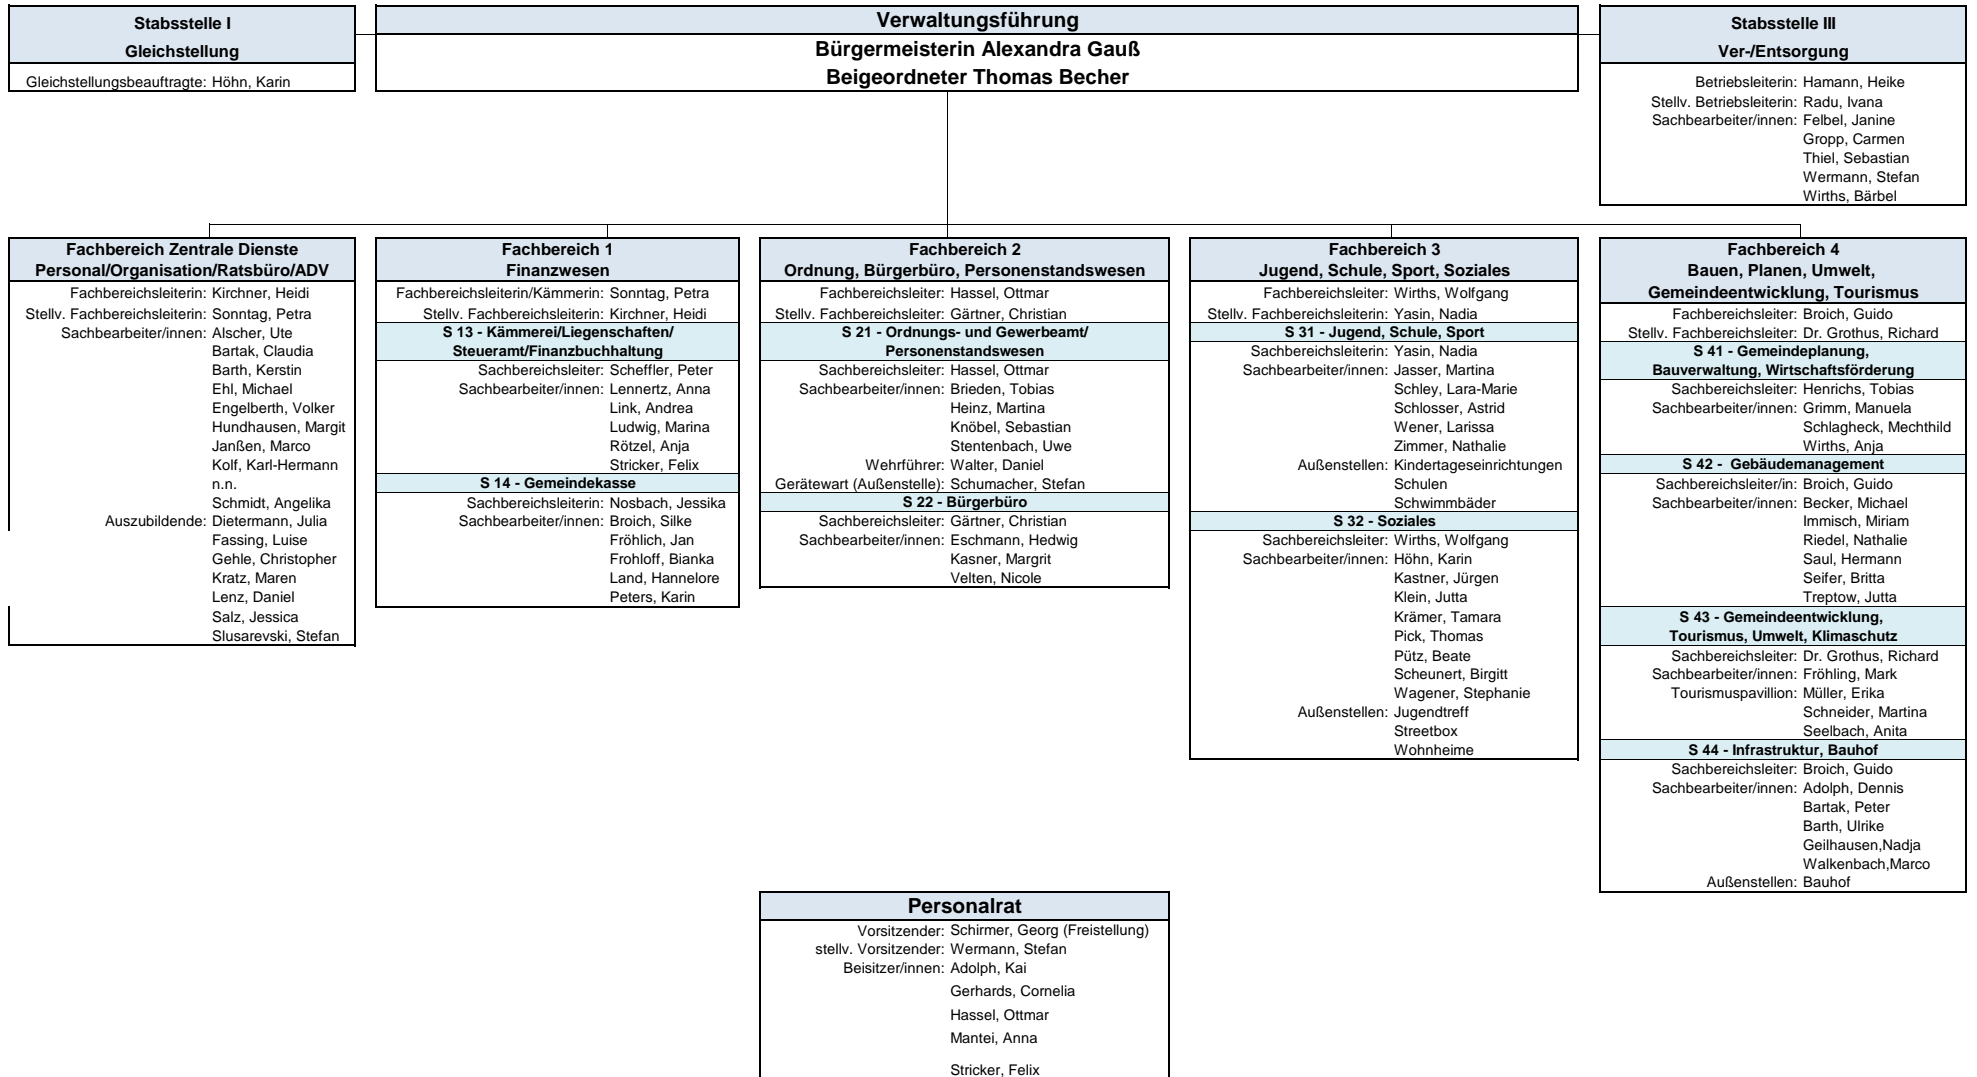 Stabsstelle I
Gleichstellung
Gleichstellungsbeauftragte: Höhn, Karin
Verwaltungsführung
Bürgermeisterin Alexandra Gauß
Beigeordneter Thomas Becher
Stabsstelle III
Ver-/Entsorgung
Betriebsleiterin: Hamann, Heike
Stellv. Betriebsleiterin: Radu, Ivana
Sachbearbeiter/innen: Felbel, Janine
Gropp, Carmen
Thiel, Sebastian
Wermann, Stefan
Wirths, Bärbel
Fachbereich Zentrale Dienste
Personal/Organisation/Ratsbüro/ADV
Fachbereichsleiterin: Kirchner, Heidi
Stellv. Fachbereichsleiterin: Sonntag, Petra
Sachbearbeiter/innen: Alscher, Ute
Bartak, Claudia
Barth, Kerstin
Ehl, Michael
Engelberth, Volker
Hundhausen, Margit
Janßen, Marco
Kolf, Karl-Hermann
n.n.
Schmidt, Angelika
Auszubildende: Dietermann, Julia
Fassing, Luise
Gehle, Christopher
Kratz, Maren
Lenz, Daniel
Salz, Jessica
Slusarevski, Stefan
Fachbereich 1
Finanzwesen
Fachbereichsleiterin/Kämmerin: Sonntag, Petra
Stellv. Fachbereichsleiterin: Kirchner, Heidi
S 13 - Kämmerei/Liegenschaften/
Steueramt/Finanzbuchhaltung
Sachbereichsleiter: Scheffler, Peter
Sachbearbeiter/innen: Lennertz, Anna
Link, Andrea
Ludwig, Marina
Rötzel, Anja
Stricker, Felix
S 14 - Gemeindekasse
Sachbereichsleiterin: Nosbach, Jessika
Sachbearbeiter/innen: Broich, Silke
Fröhlich, Jan
Frohloff, Bianka
Land, Hannelore
Peters, Karin
Fachbereich 2
Ordnung, Bürgerbüro, Personenstandswesen
Fachbereichsleiter: Hassel, Ottmar
Stellv. Fachbereichsleiter: Gärtner, Christian
S 21 - Ordnungs- und Gewerbeamt/
Personenstandswesen
Sachbereichsleiter: Hassel, Ottmar
Sachbearbeiter/innen: Brieden, Tobias
Heinz, Martina
Knöbel, Sebastian
Stentenbach, Uwe
Wehrführer: Walter, Daniel
Gerätewart (Außenstelle): Schumacher, Stefan
S 22 - Bürgerbüro
Sachbereichsleiter: Gärtner, Christian
Sachbearbeiter/innen: Eschmann, Hedwig
Kasner, Margrit
Velten, Nicole
Fachbereich 3
Jugend, Schule, Sport, Soziales
Fachbereichsleiter: Wirths, Wolfgang
Stellv. Fachbereichsleiterin: Yasin, Nadia
S 31 - Jugend, Schule, Sport
Sachbereichsleiterin: Yasin, Nadia
Sachbearbeiter/innen: Jasser, Martina
Schley, Lara-Marie
Schlosser, Astrid
Wener, Larissa
Zimmer, Nathalie
Außenstellen: Kindertageseinrichtungen
Schulen
Schwimmbäder
S 32 - Soziales
Sachbereichsleiter: Wirths, Wolfgang
Sachbearbeiter/innen: Höhn, Karin
Kastner, Jürgen
Klein, Jutta
Krämer, Tamara
Pick, Thomas
Pütz, Beate
Scheunert, Birgitt
Wagener, Stephanie
Außenstellen: Jugendtreff
Streetbox
Wohnheime
Fachbereich 4
Bauen, Planen, Umwelt,
Gemeindeentwicklung, Tourismus
Fachbereichsleiter: Broich, Guido
Stellv. Fachbereichsleiter: Dr. Grothus, Richard
S 41 - Gemeindeplanung,
Bauverwaltung, Wirtschaftsförderung
Sachbereichsleiter: Henrichs, Tobias
Sachbearbeiter/innen: Grimm, Manuela
Schlagheck, Mechthild
Wirths, Anja
S 42 - Gebäudemanagement
Sachbereichsleiter/in: Broich, Guido
Sachbearbeiter/innen: Becker, Michael
Immisch, Miriam
Riedel, Nathalie
Saul, Hermann
Seifer, Britta
Treptow, Jutta
S 43 - Gemeindeentwicklung,
Tourismus, Umwelt, Klimaschutz
Sachbereichsleiter: Dr. Grothus, Richard
Sachbearbeiter/innen: Fröhling, Mark
Tourismuspavillion: Müller, Erika
Schneider, Martina
Seelbach, Anita
S 44 - Infrastruktur, Bauhof
Sachbereichsleiter: Broich, Guido
Sachbearbeiter/innen: Adolph, Dennis
Bartak, Peter
Barth, Ulrike
Geilhausen,Nadja
Walkenbach,Marco
Außenstellen: Bauhof
Personalrat
Vorsitzender: Schirmer, Georg (Freistellung)
stellv. Vorsitzender: Wermann, Stefan
Beisitzer/innen: Adolph, Kai
Gerhards, Cornelia
Hassel, Ottmar
Mantei, Anna
Stricker, Felix